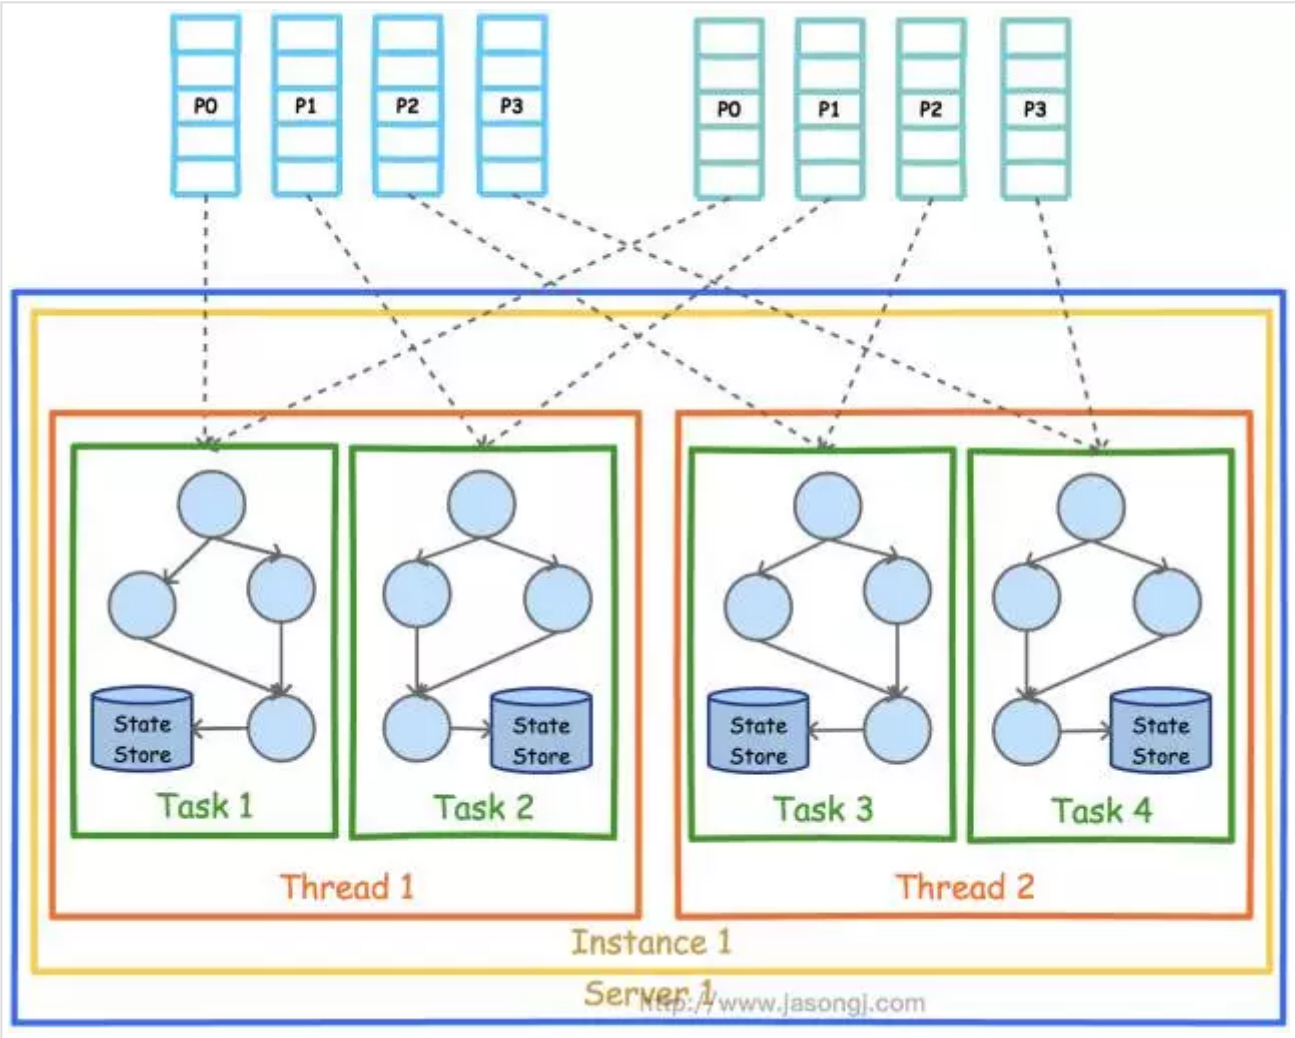 P0 P1 P2 P3 P0 P1 P2 P3
State
Store
Task 1
State
Store
Task 2
State
Store
Task 3
State
Store
Task 4
Thread 1
Thread 2
Instance 1
Server 1
http://www.jasongj.com